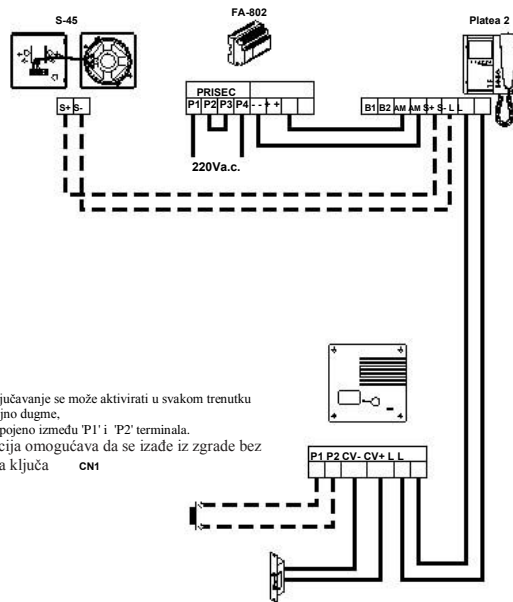 FA-802
S-45
Platea 2
PRISEC
P1 P2 P3 P4 - - + +
S+ S-
B1 B2 AM AM S+ S- L L
220Va.c.
jučavanje se može aktivirati u svakom trenutku
jno dugme,
pojeno između 'P1' i 'P2' terminala.
cija omogućava da se izađe iz zgrade bez
a ključa CN1
P1 P2 CV- CV+ L L